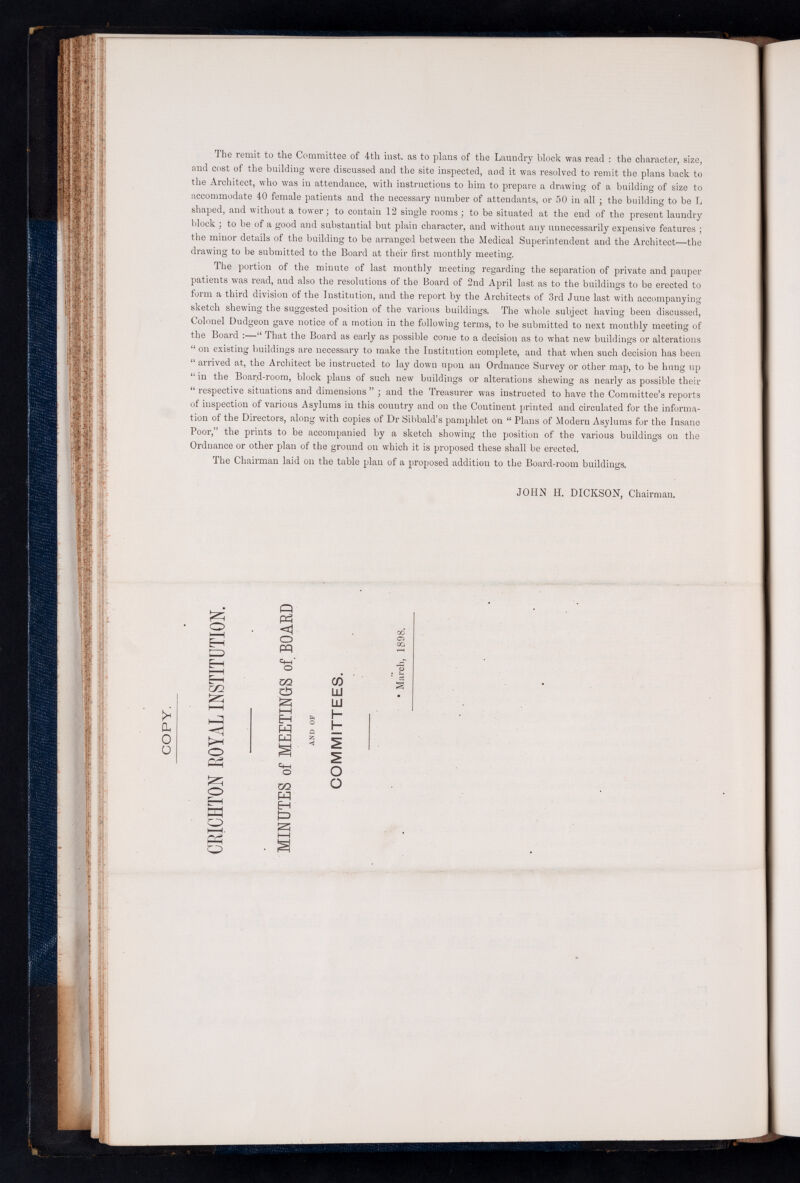 The remit to the Committee of 4th inst. as to plans of the Laundry block was read : the character, size,
and cost of the building were discussed and the site inspected, and it was resolved to remit the plans back to
the Architect, who was in attendance, with instructions to him to prepare a drawing of a building of size to
accommodate 40 female patients and the necessary number of attendants, or 50 in all ; the building to be L
shaped, and without a tower ; to contain 12 single rooms ; to be situated at the end of the present laundry
block ; to be of a good and substantial but plain character, and without any unnecessarily expensive features ;
the minor details of the building to be arranged between the Medical Superintendent and the Architect—the
drawing to be submitted to the Board at their first monthly meeting.
The portion of the minute of last monthly meeting regarding the separation of private and pauper
patients was read, and also the resolutions of the Board of 2nd April last as to the buildings to be erected to
form a third division of the Institution, and the report by the Architects of 3rd June last with accompanying
sketch shewing the suggested position of the various buildings. The whole subject having been discussed,
Colonel Dudgeon gave notice of a motion in the following terms, to be submitted to next monthly meeting of
the Board :—“ That the Board as early as possible come to a decision as to what new buildings or alterations
“ on existing buildings are necessary to make the Institution complete, and that when such decision has been
“ arrived at, the Architect be instructed to lay down upon an Ordnance Survey or other map, to be hung up
“ in the Board-room, block plans of such new buildings or alterations shewing as nearly as possible their
“ respective situations and dimensions ” ; and the Treasurer was instructed to have the Committee's reports
of inspection of various Asylums in this country and on the Continent printed and circulated for the informa-
tion of the Directors, along with copies of Dr Sibbald's pamphlet on “ Plans of Modern Asylums for the Insane
Poor,” the prints to be accompanied by a sketch showing the position of the various buildings on the
Ordnance or other plan of the ground on which it is proposed these shall be erected.
The Chairman laid on the table plan of a proposed addition to the Board-room buildings.
JOHN H. DICKSON, Chairman.
COPY.
CRICHTON ROYAL INSTITUTION.
MINUTES of MEETINGS of BOARD
AND OF
COMMITTEES.
March, 1898.